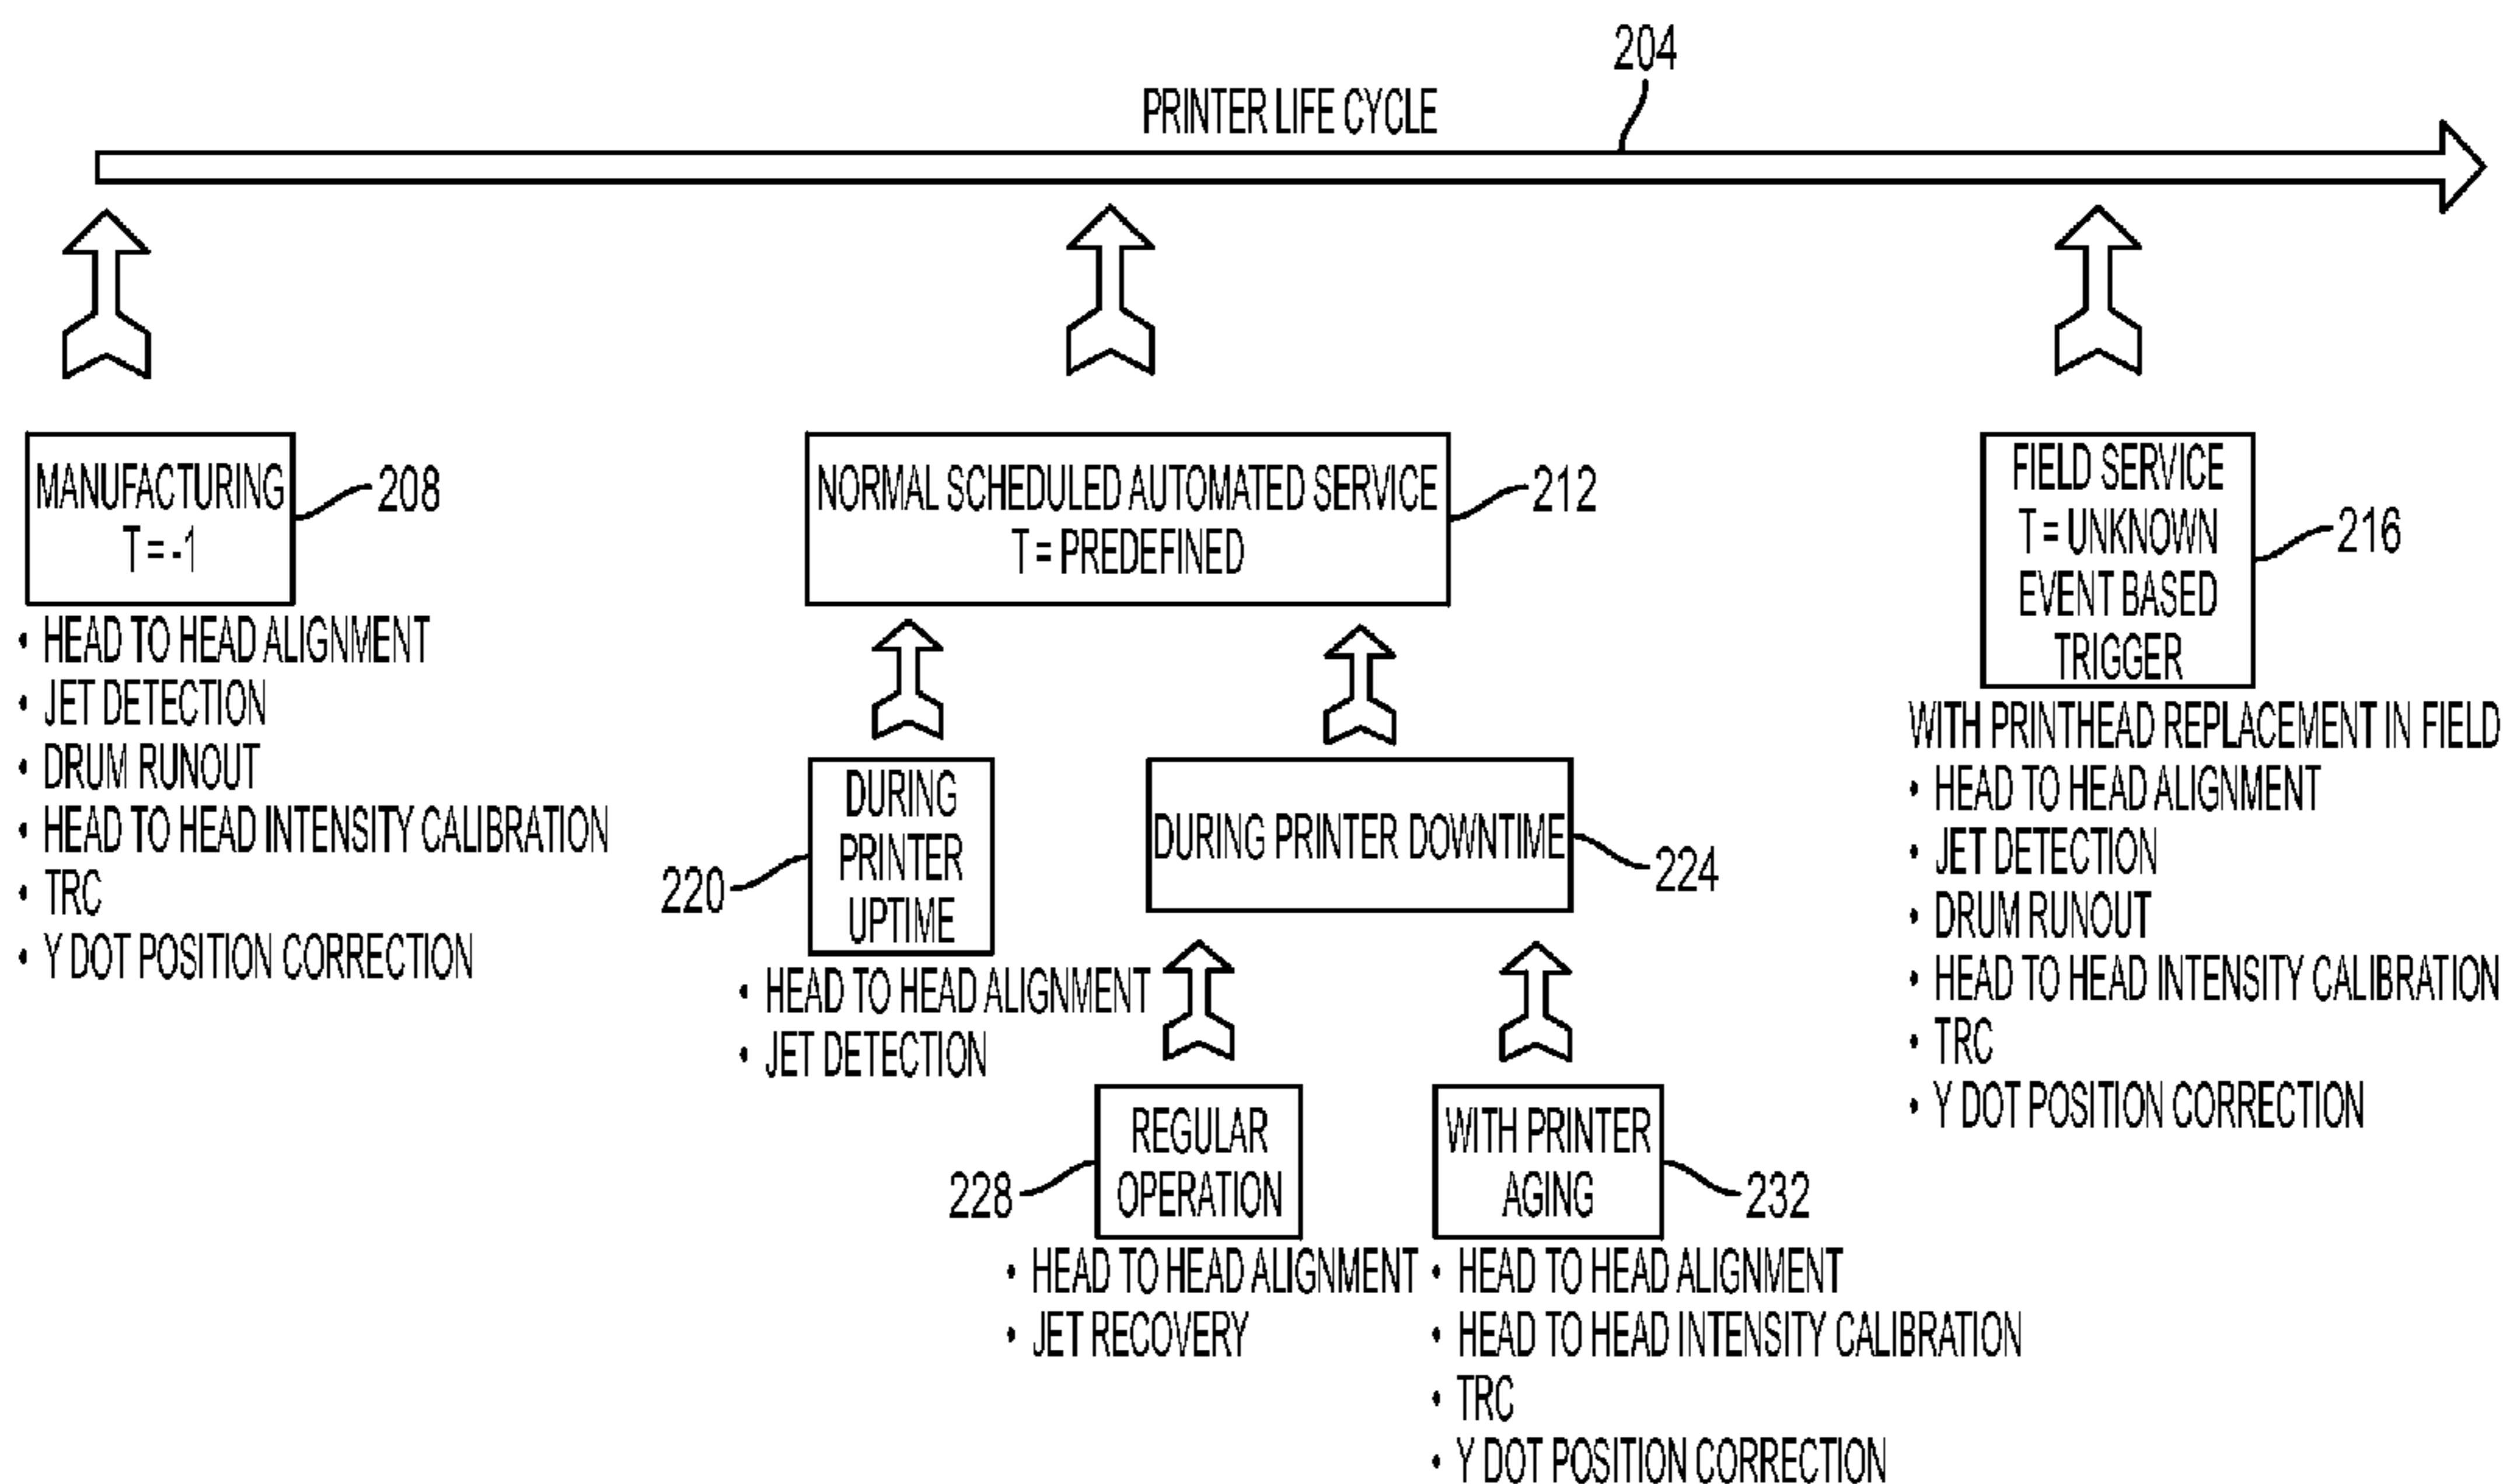 204
PRINTER LIFE CYCLE
MANUFACTURING
T = -1
208
• HEAD TO HEAD ALIGNMENT
• JET DETECTION
• DRUM RUNOUT
• HEAD TO HEAD INTENSITY CALIBRATION
• TRC
• Y DOT POSITION CORRECTION
NORMAL SCHEDULED AUTOMATED SERVICE
T = PREDEFINED
212
DURING
PRINTER
UPTIME
220
• HEAD TO HEAD ALIGNMENT
• JET DETECTION
DURING PRINTER DOWNTIME
224
REGULAR
OPERATION
228
• HEAD TO HEAD ALIGNMENT
• JET RECOVERY
WITH PRINTER
AGING
232
• HEAD TO HEAD ALIGNMENT
• HEAD TO HEAD INTENSITY CALIBRATION
• TRC
• Y DOT POSITION CORRECTION
FIELD SERVICE
T = UNKNOWN
EVENT BASED
TRIGGER
216
WITH PRINTHEAD REPLACEMENT IN FIELD
• HEAD TO HEAD ALIGNMENT
• JET DETECTION
• DRUM RUNOUT
• HEAD TO HEAD INTENSITY CALIBRATION
• TRC
• Y DOT POSITION CORRECTION